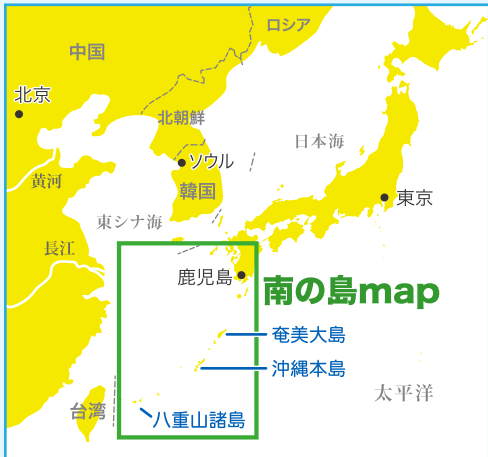 ロシア
中国
北京
北朝鮮
ソウル
日本海
黄河
韓国
東京
東シナ海
長江
鹿児島
南の島map
奄美大島
沖縄本島
太平洋
台湾
八重山諸島